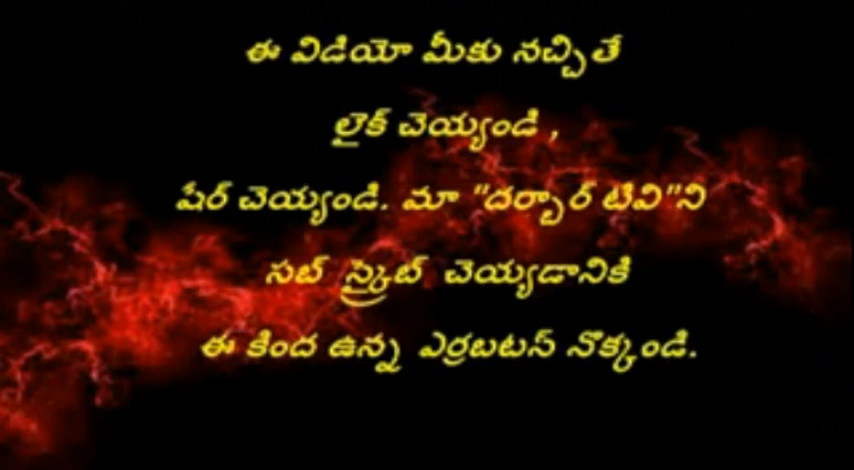 ఈ విడియో మీకు నచ్చితే
లైక్ చెయ్యండి ,
షేర్ చెయ్యండి. మా "దర్బార్ టివి"ని
సబ్ స్క్రైబ్ చెయ్యడానికి
ఈ కింద ఉన్న ఎర్రబటన్ నొక్కండి.